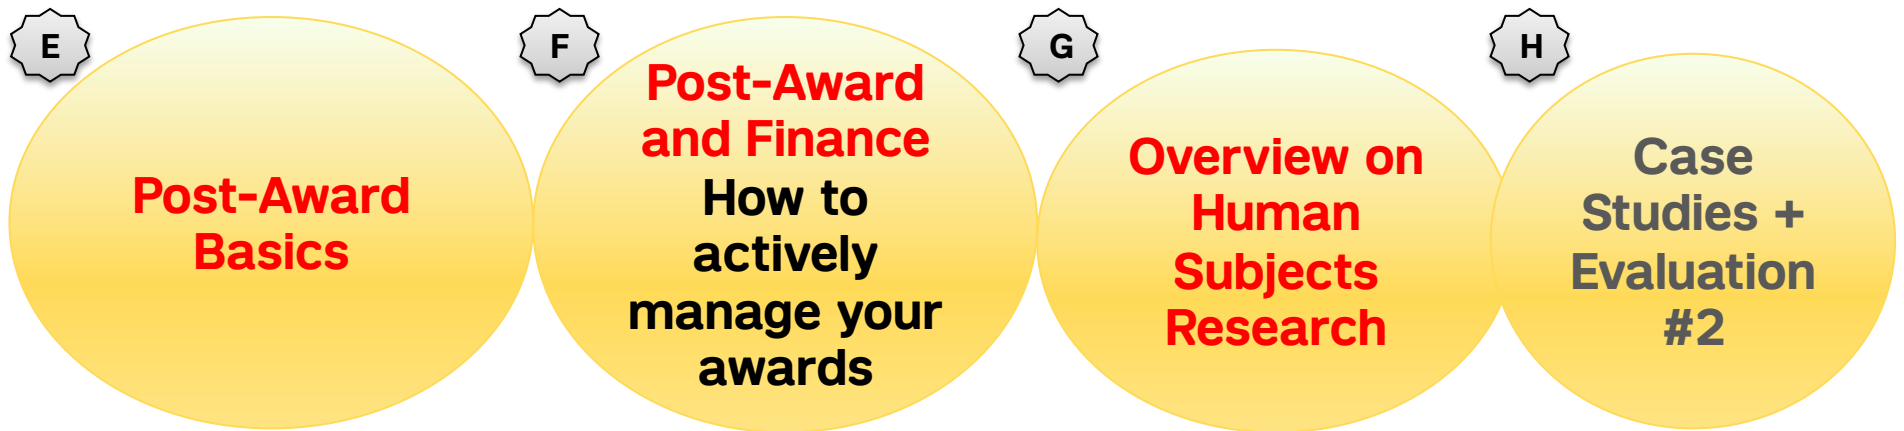 E
Post-Award
Basics
F
Post-Award
and Finance
How to
actively
manage your
awards
G
Overview on
Human
Subjects
Research
H
Case
Studies +
Evaluation
#2